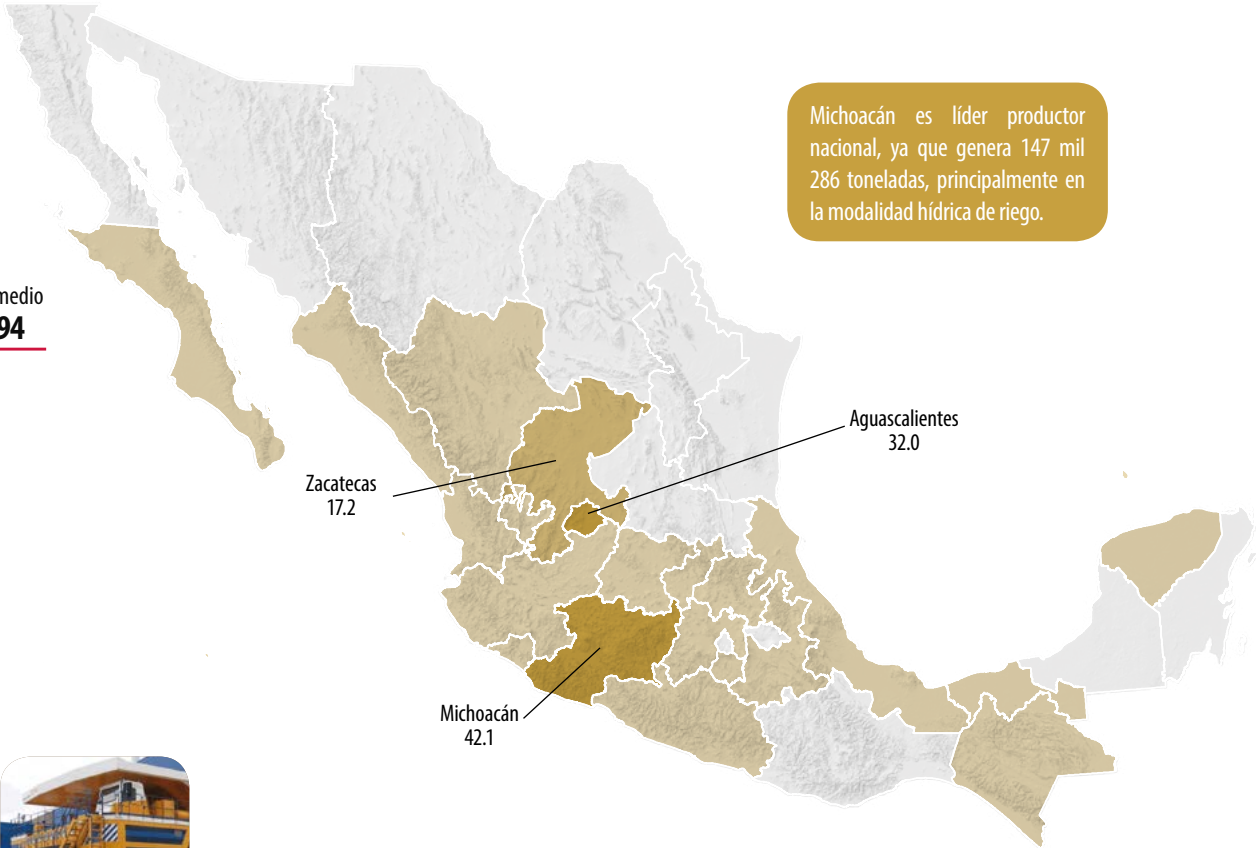 Michoacán es líder productor
nacional, ya que genera 147 mil
286 toneladas, principalmente en
la modalidad hídrica de riego.
94
Aguascalientes
32.0
Zacatecas
17.2
Michoacán
42.1